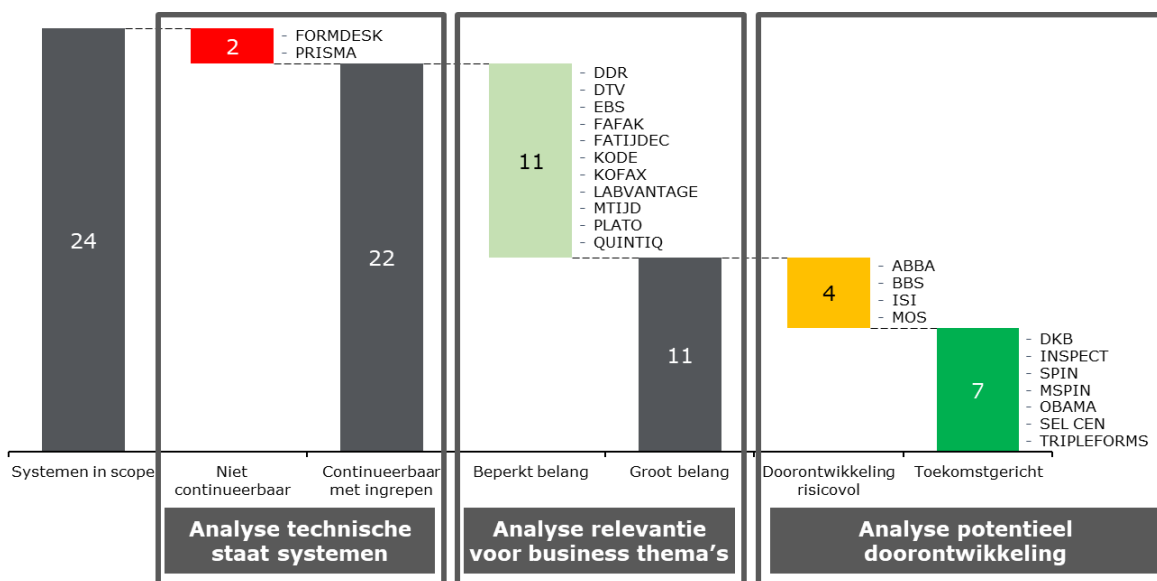 24
Systemen in scope
2
- FORMDESK
- PRISMA
Niet
continueerbaar
22
Continueerbaar
met ingrepen
Analyse technische
staat systemen
11
- DDR
- DTV
- EBS
- FAFAK
- FATIJDEC
- KODE
- KOFAX
- LABVANTAGE
- MTIJD
- PLATO
- QUINTIQ
Beperkt belang
11
Groot belang
Analyse relevantie
voor business thema's
4
- ABBA
- BBS
- ISI
- MOS
Doorontwikkeling
risicovol
7
- DKB
- INSPECT
- SPIN
- MSPIN
- OBAMA
- SEL CEN
- TRIPLEFORMS
Toekomstgericht
Analyse potentieel
doorontwikkeling